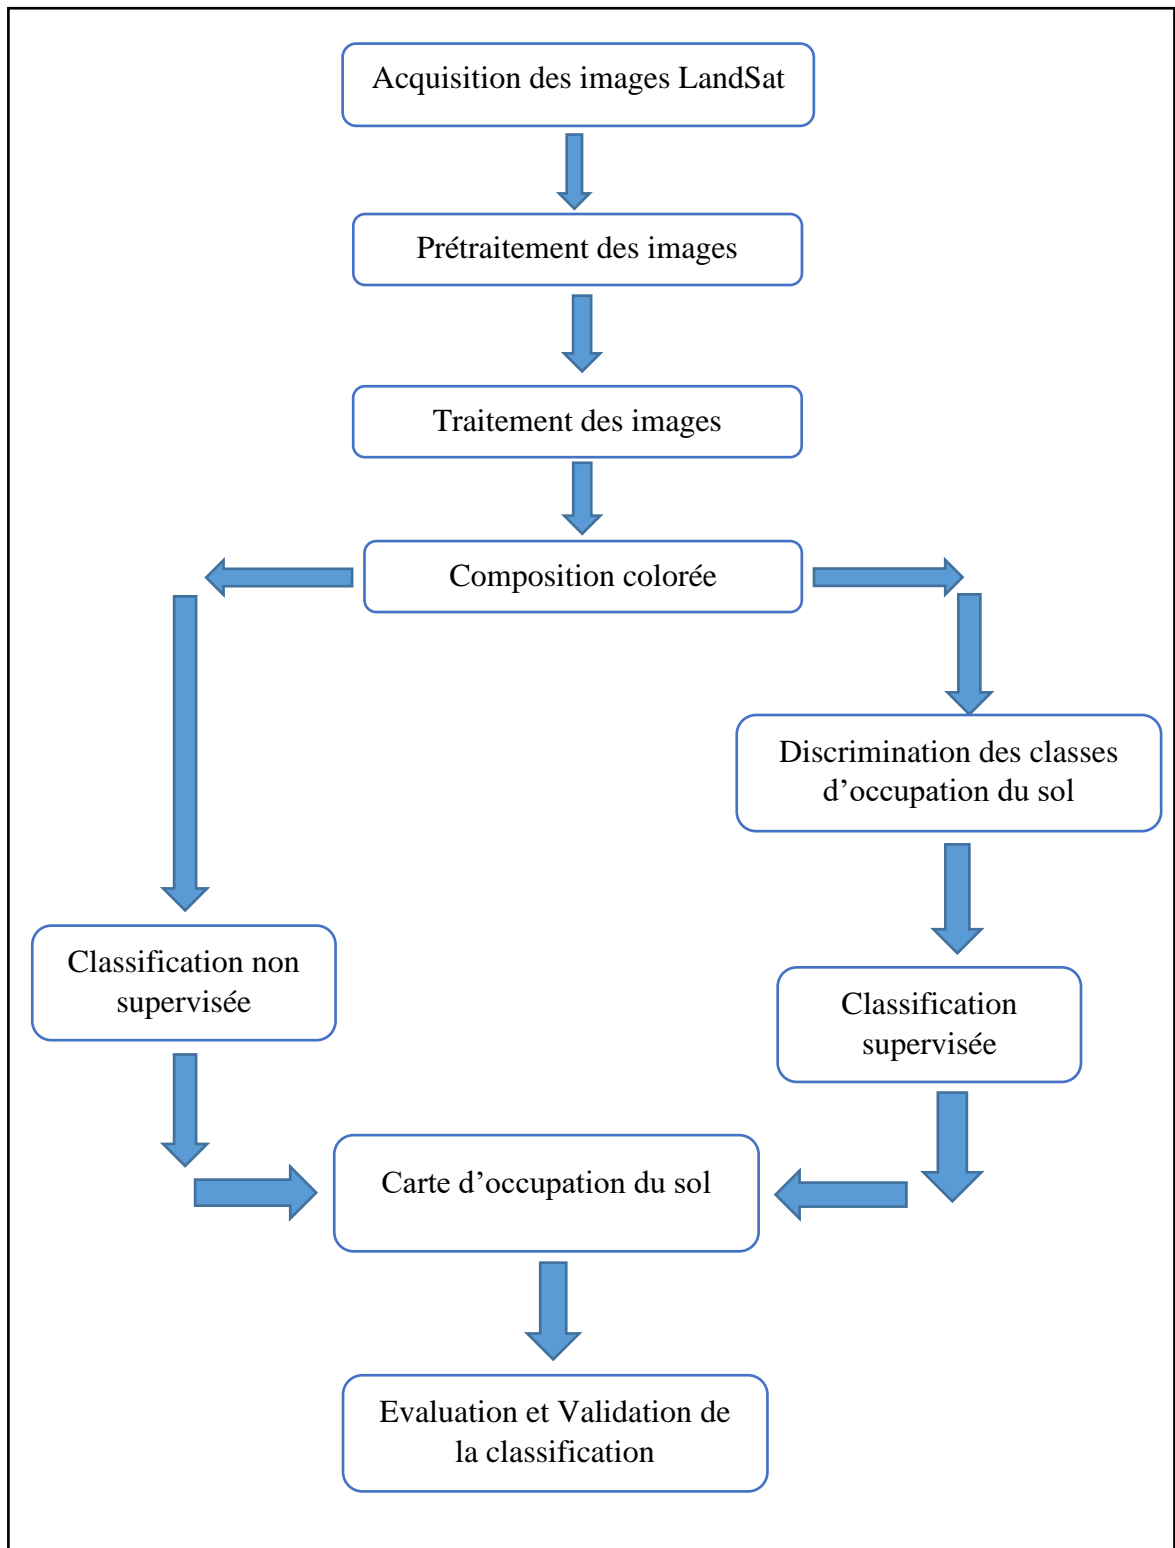 Acquisition des images LandSat
Prétraitement des images
Traitement des images
Composition colorée
Discrimination des classes
d’occupation du sol
Classification non
supervisée
Classification
supervisée
Carte d’occupation du sol
Evaluation et Validation de
la classification